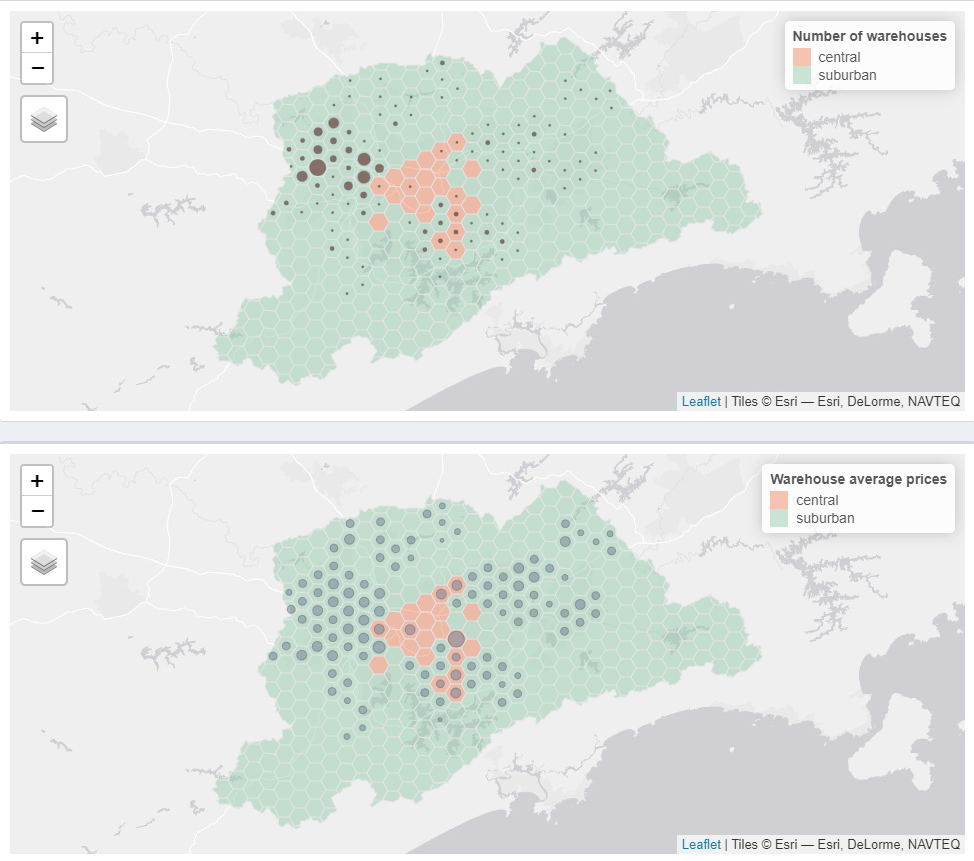 +
−
Number of warehouses
central
suburban
Leaflet | Tiles © Esri — Esri, DeLorme, NAVTEQ
+
−
Warehouse average prices
central
suburban
Leaflet | Tiles © Esri — Esri, DeLorme, NAVTEQ